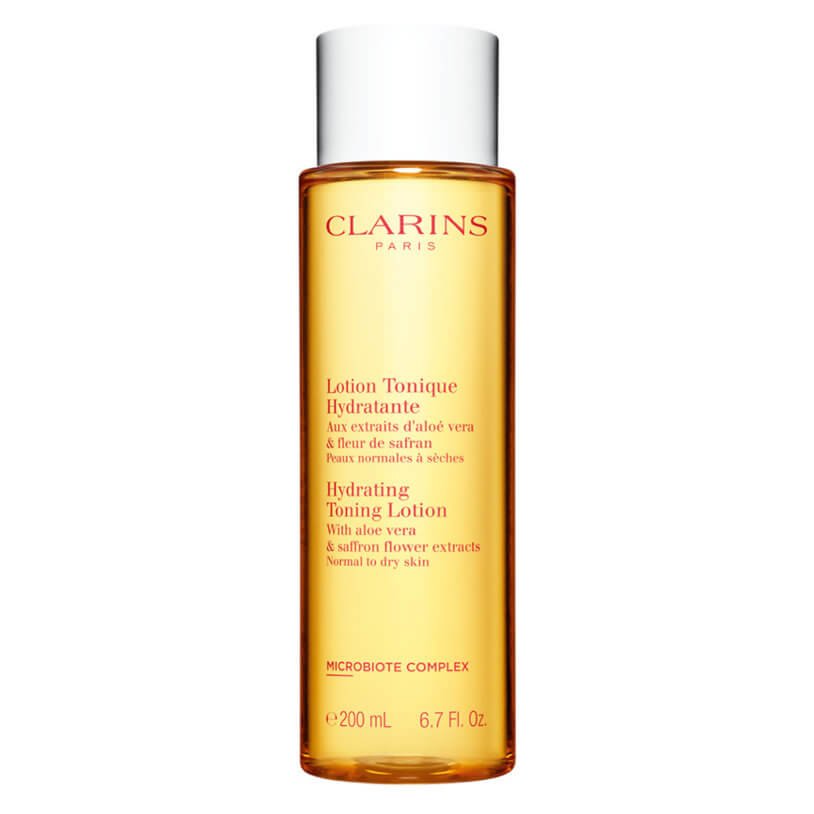 CLARINS
PARIS
Lotion Tonique
Hydratante
Aux extraits d'aloé vera
& fleur de safran
Peaux normales à sèches
Hydrating
Toning Lotion
With aloe vera
& saffron flower extracts
Normal to dry skin
MICROBIOTE COMPLEX
℮200 mL 6.7 Fl. Oz.